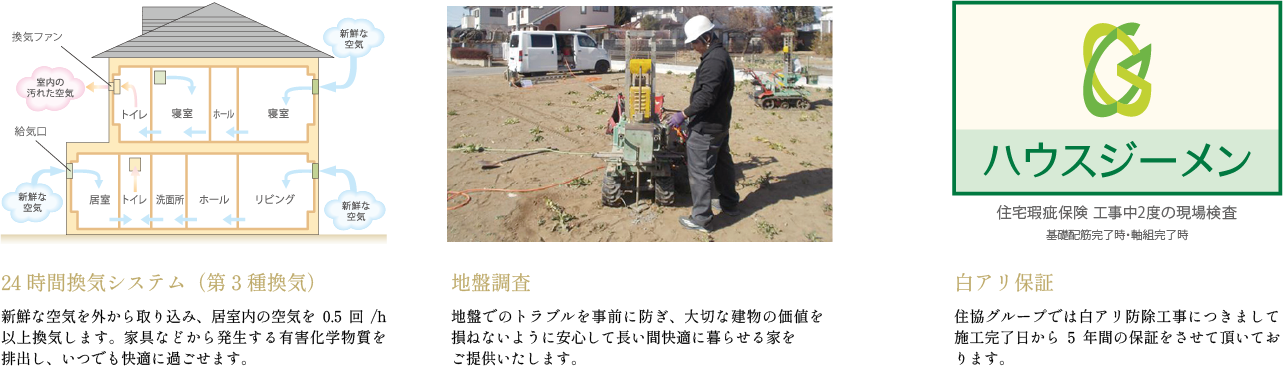 換気ファン
新鮮な
空気
室内の
汚れた空気
トイレ
寝室
ホール
寝室
給気口
新鮮な
空気
居室
トイレ
洗面所
ホール
リビング
新鮮な
空気
24 時間換気システム（第 3 種換気）
新鮮な空気を外から取り込み、居室内の空気を 0.5 回 /h
以上換気します。家具などから発生する有害化学物質を
排出し、いつでも快適に過ごせます。
地盤調査
地盤でのトラブルを事前に防ぎ、大切な建物の価値を
損ねないように安心して長い間快適に暮らせる家を
ご提供いたします。
ハウスジーメン
住宅瑕疵保険 工事中2度の現場検査
基礎配筋完了時・軸組完了時
白アリ保証
住協グループでは白アリ防除工事につきまして
施工完了日から 5 年間の保証をさせて頂いてお
ります。